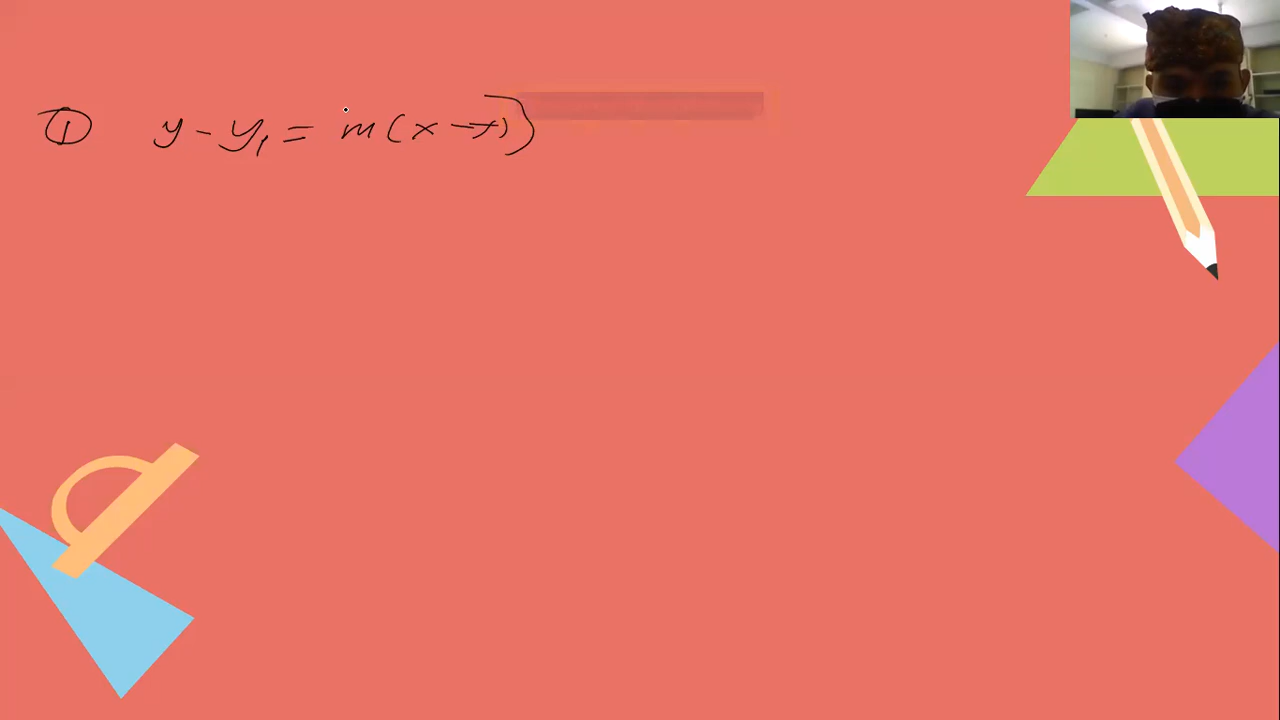 ① y - y₁ = m(x - x₁)